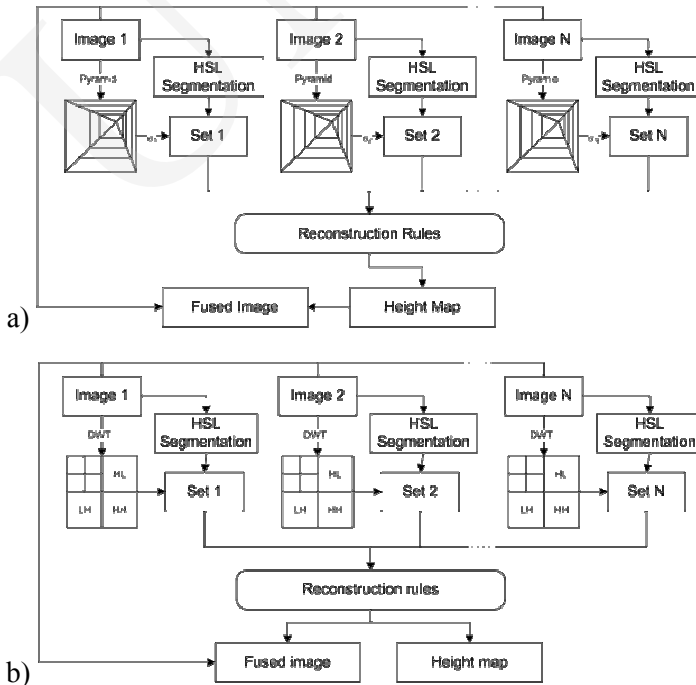 Image 1
Image 2
Image N
HSL
Segmentation
HSL
Segmentation
HSL
Segmentation
Pyramid
Pyramid
Pyramid
Set 1
Set 2
Set N
Reconstruction Rules
Fused Image
Height Map
a)
Image 1
Image 2
Image N
HSL
Segmentation
HSL
Segmentation
HSL
Segmentation
DWT
DWT
DWT
HL
HL
HL
Set 1
Set 2
Set N
LH
HH
LH
HH
LH
HH
Reconstruction rules
Fused image
Height map
b)